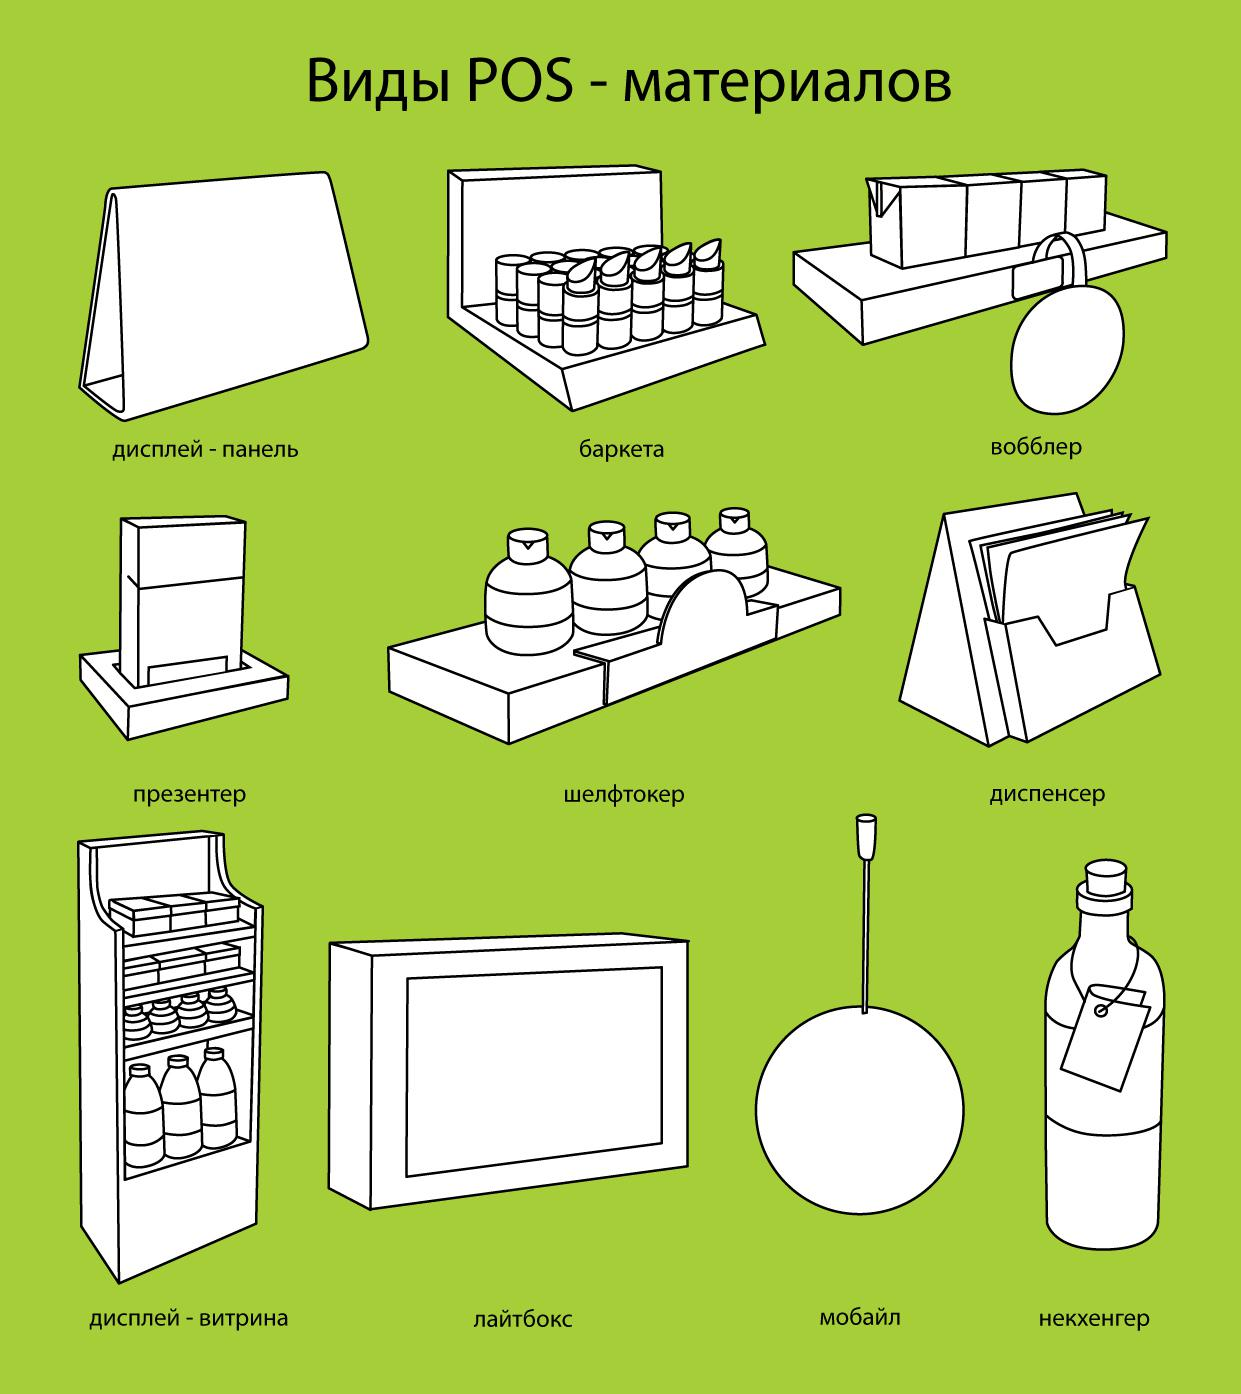 Виды POS - материалов
дисплей - панель
баркета
вобблер
презентер
шелфтокер
диспенсер
дисплей - витрина
лайтбокс
мобайл
некхенгер